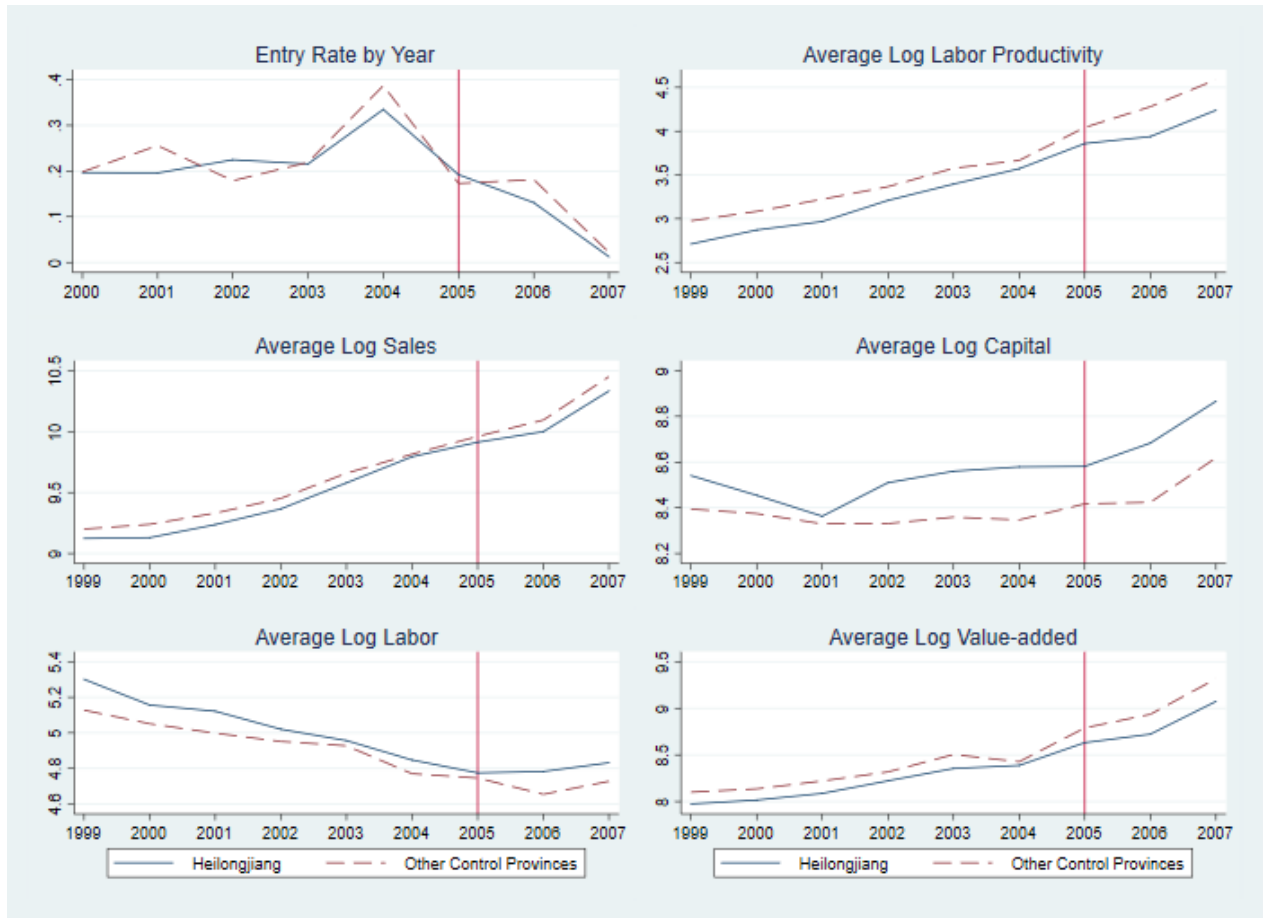 Entry Rate by Year
.4
.3
.2
.1
0
2000 2001 2002 2003 2004 2005 2006 2007
Average Log Labor Productivity
4.5
4
3.5
3
2.5
1999 2000 2001 2002 2003 2004 2005 2006 2007
Average Log Sales
10.5
10
9.5
9
1999 2000 2001 2002 2003 2004 2005 2006 2007
Average Log Capital
9
8.8
8.6
8.4
8.2
1999 2000 2001 2002 2003 2004 2005 2006 2007
Average Log Labor
5.4
5.2
5
4.8
4.6
1999 2000 2001 2002 2003 2004 2005 2006 2007
Heilongjiang Other Control Provinces
Average Log Value-added
9.5
9
8.5
8
1999 2000 2001 2002 2003 2004 2005 2006 2007
Heilongjiang Other Control Provinces